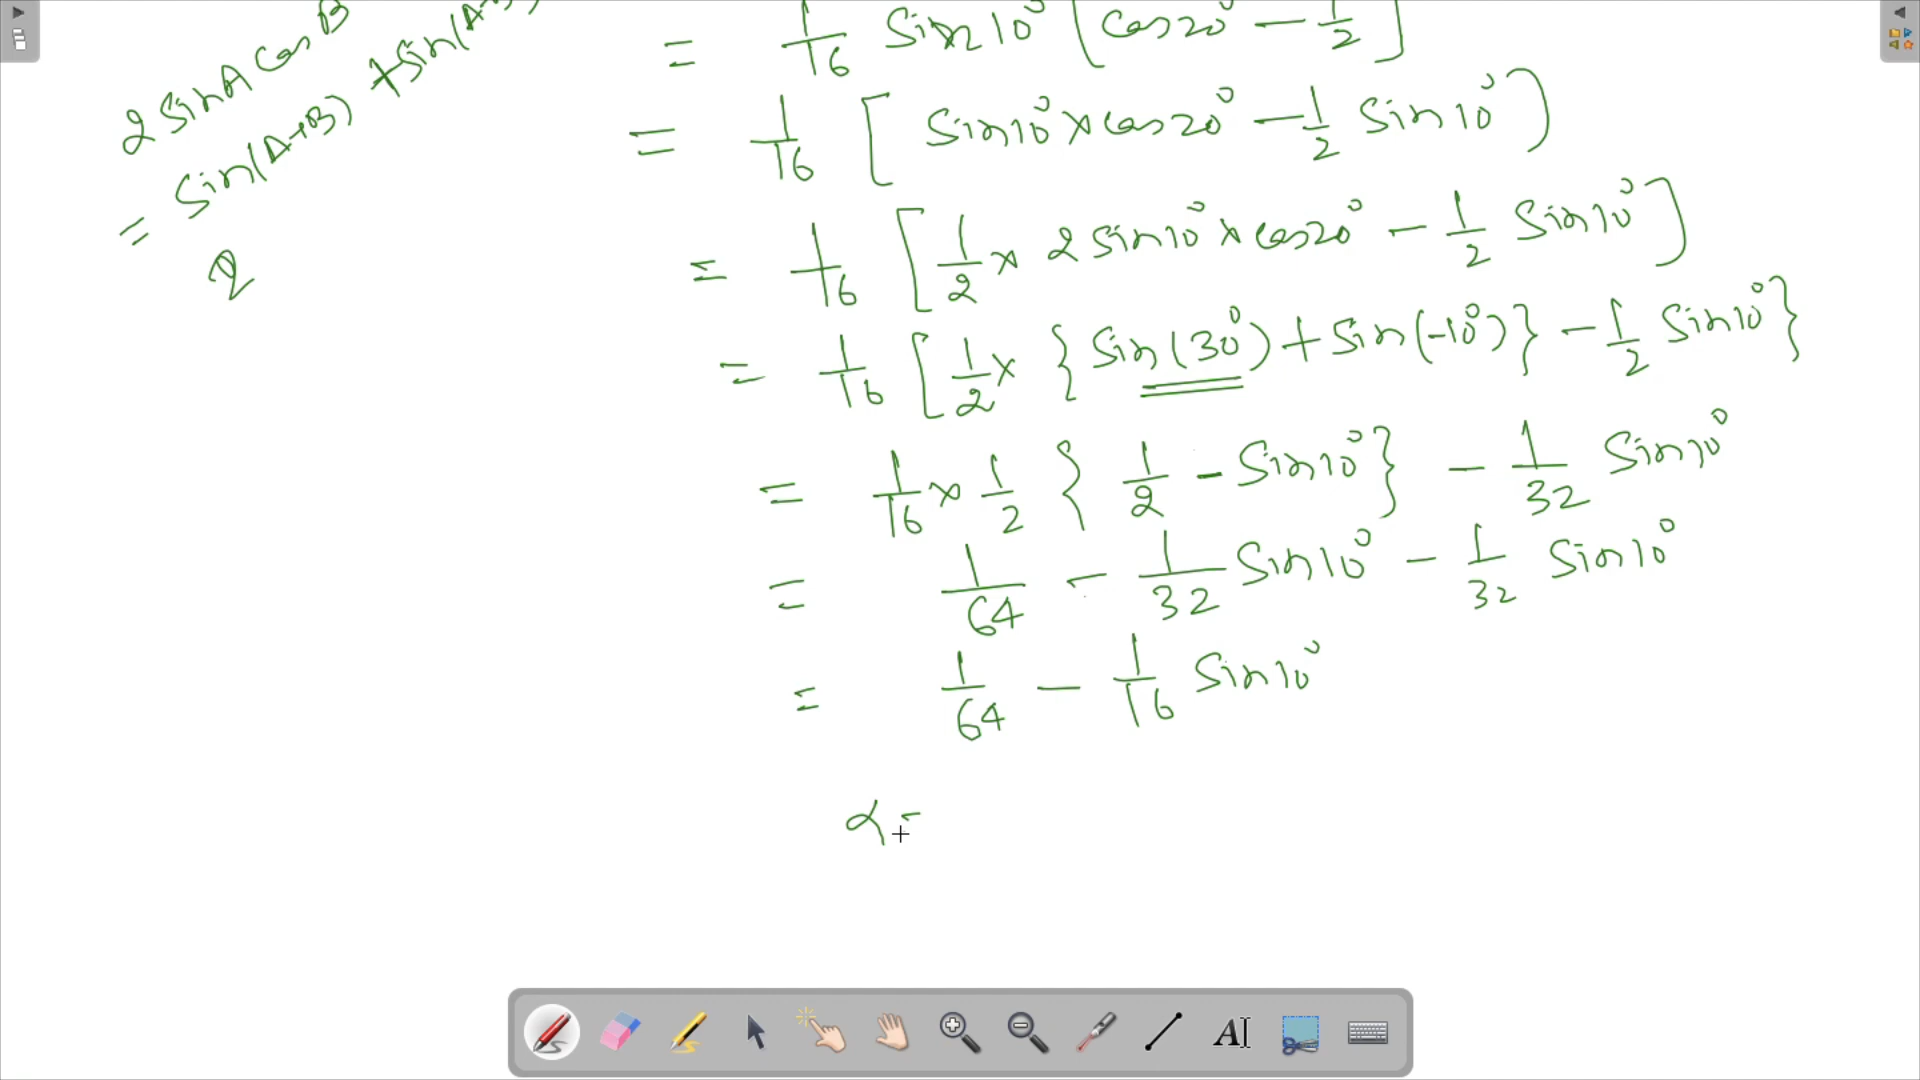 2 sinA cosB
= sin(A+B) + sin(A-B)
2
= 1/16 Sin10° (cos20° - 1/2]
= 1/16 [ Sin10° × cos20° - 1/2 Sin10° )
= 1/16 [ 1/2 × 2 sin10° × cos20° - 1/2 Sin10° ]
= 1/16 [ 1/2 × { Sin(30°) + Sin(-10°) } - 1/2 Sin10° }
= 1/16 × 1/2 { 1/2 - Sin10° } - 1/32 Sin10°
= 1/64 - 1/32 Sin10° - 1/32 Sin10°
= 1/64 - 1/16 Sin10°
α -
AI